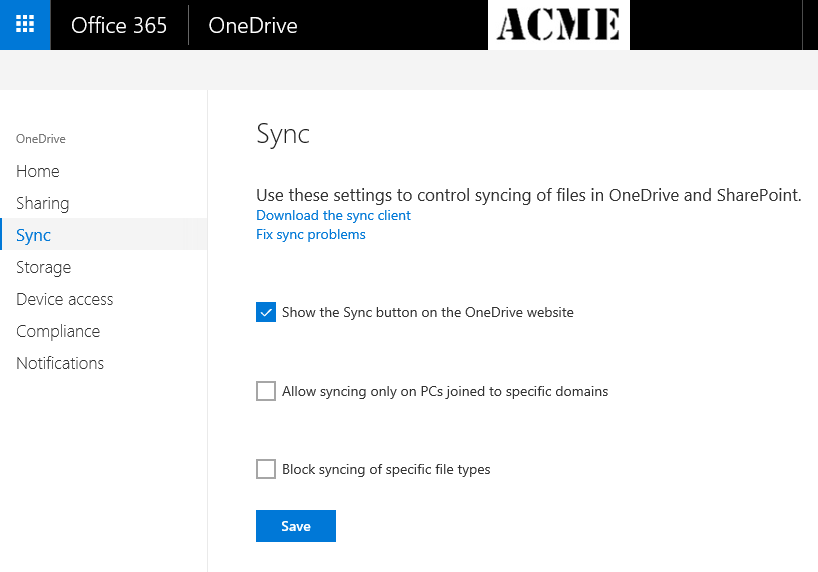 Office 365
OneDrive
ACME
OneDrive
Home
Sharing
Sync
Storage
Device access
Compliance
Notifications
Sync
Use these settings to control syncing of files in OneDrive and SharePoint.
Download the sync client
Fix sync problems
Show the Sync button on the OneDrive website
Allow syncing only on PCs joined to specific domains
Block syncing of specific file types
Save